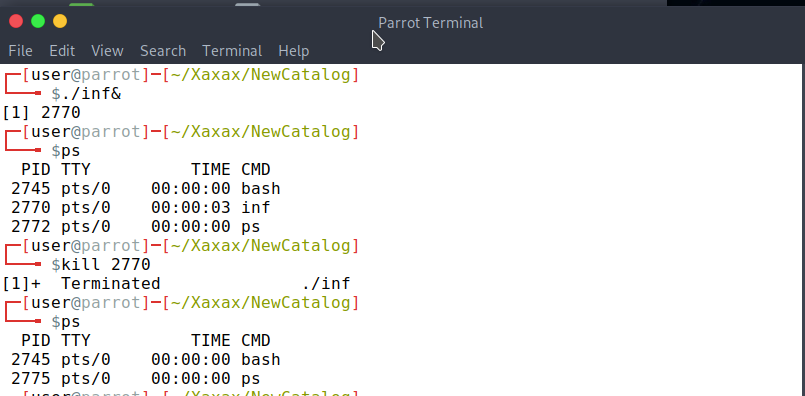 Parrot Terminal
File Edit View Search Terminal Help
[user@parrot]─[~/Xaxax/NewCatalog]
$./inf&
[1] 2770
[user@parrot]─[~/Xaxax/NewCatalog]
$ps
PID TTY TIME CMD
2745 pts/0 00:00:00 bash
2770 pts/0 00:00:03 inf
2772 pts/0 00:00:00 ps
[user@parrot]─[~/Xaxax/NewCatalog]
$kill 2770
[1]+ Terminated ./inf
[user@parrot]─[~/Xaxax/NewCatalog]
$ps
PID TTY TIME CMD
2745 pts/0 00:00:00 bash
2775 pts/0 00:00:00 ps
[user@parrot]─[~/Xaxax/NewCatalog]